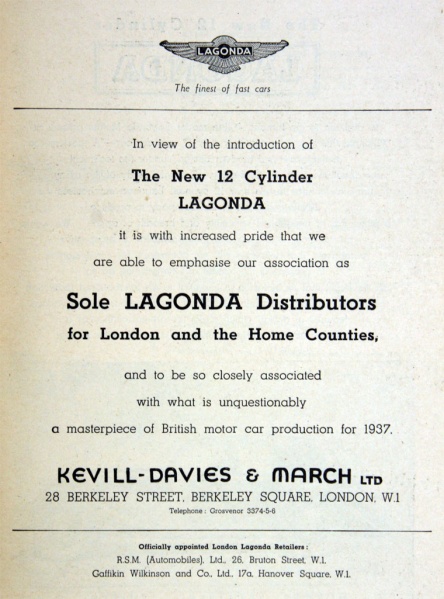 LAGONDA
The finest of fast cars
In view of the introduction of
The New 12 Cylinder
LAGONDA
it is with increased pride that we
are able to emphasise our association as
Sole LAGONDA Distributors
for London and the Home Counties,
and to be so closely associated
with what is unquestionably
a masterpiece of British motor car production for 1937.
KEVILL-DAVIES & MARCH LTD
28 BERKELEY STREET, BERKELEY SQUARE, LONDON, W.1
Telephone: Grosvenor 3374-5-6
Officially appointed London Lagonda Retailers:
R.S.M. (Automobiles), Ltd., 26, Bruton Street, W.1.
Gaffikin Wilkinson and Co., Ltd., 17a, Hanover Square, W.1.